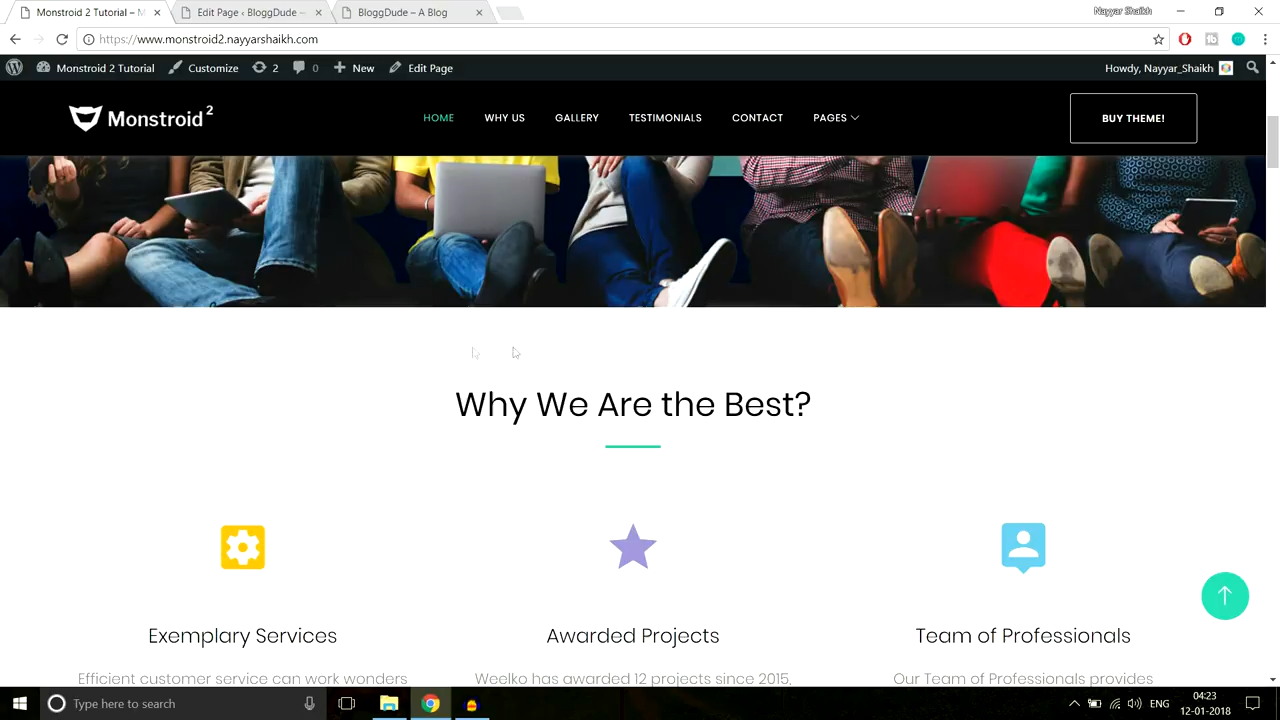 Monstroid 2 Tutorial – M
Edit Page ‹ BloggDude –
BloggDude – A Blog
Nayyar Shaikh
https://www.monstroid2.nayyarshaikh.com
Monstroid 2 Tutorial
Customize
2
0
New
Edit Page
Howdy, Nayyar_Shaikh
Monstroid 2
HOME
WHY US
GALLERY
TESTIMONIALS
CONTACT
PAGES
BUY THEME!
Why We Are the Best?
Exemplary Services
Awarded Projects
Team of Professionals
Efficient customer service can work wonders
Weelko has awarded 12 projects since 2015,
Our Team of Professionals provides
Type here to search
ENG
04:23
12-01-2018